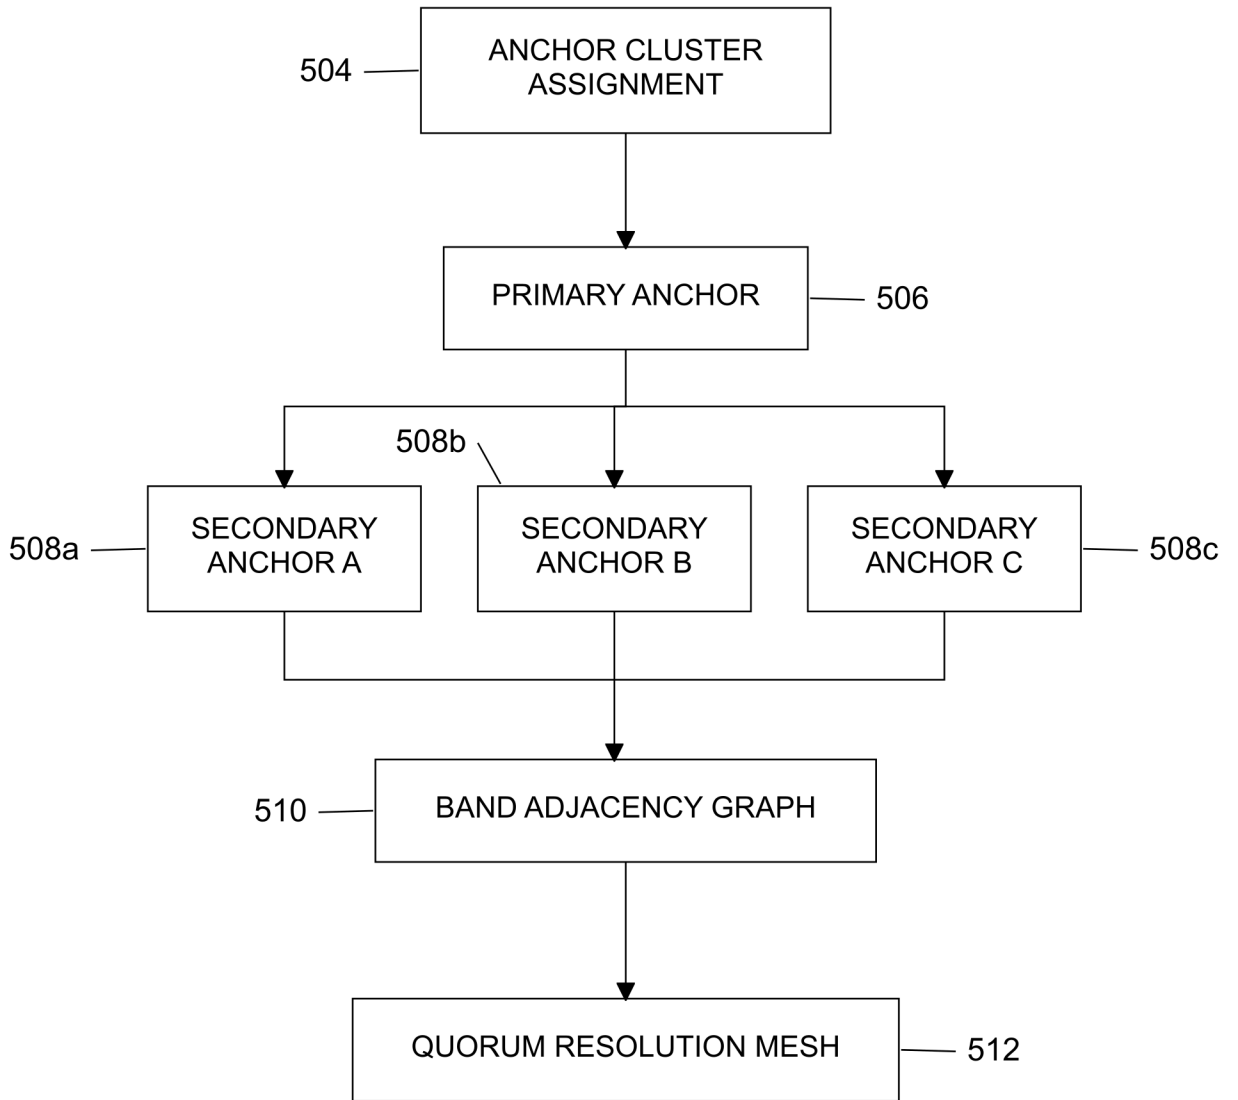 504
ANCHOR CLUSTER
ASSIGNMENT
PRIMARY ANCHOR
506
508b
508a
SECONDARY
ANCHOR A
SECONDARY
ANCHOR B
SECONDARY
ANCHOR C
508c
510
BAND ADJACENCY GRAPH
QUORUM RESOLUTION MESH
512